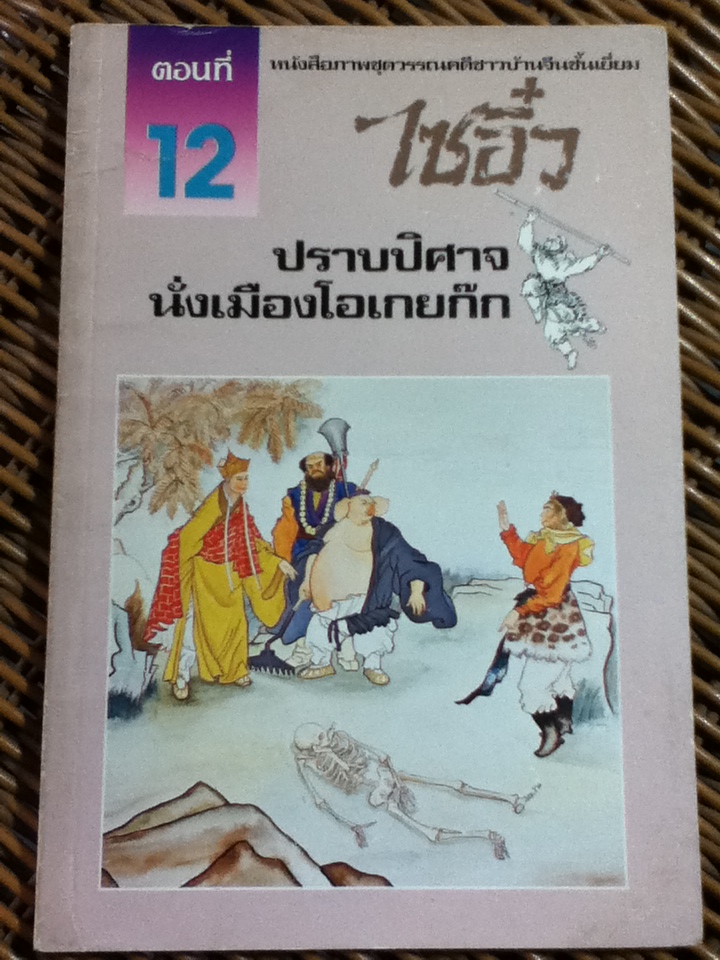 ตอนที่
12
หนังสือภาพชุดวรรณคดีชาวบ้านจีนชั้นเยี่ยม
ไซอิ๋ว
ปราบปิศาจ
นั่งเมืองโอเกยก๊ก